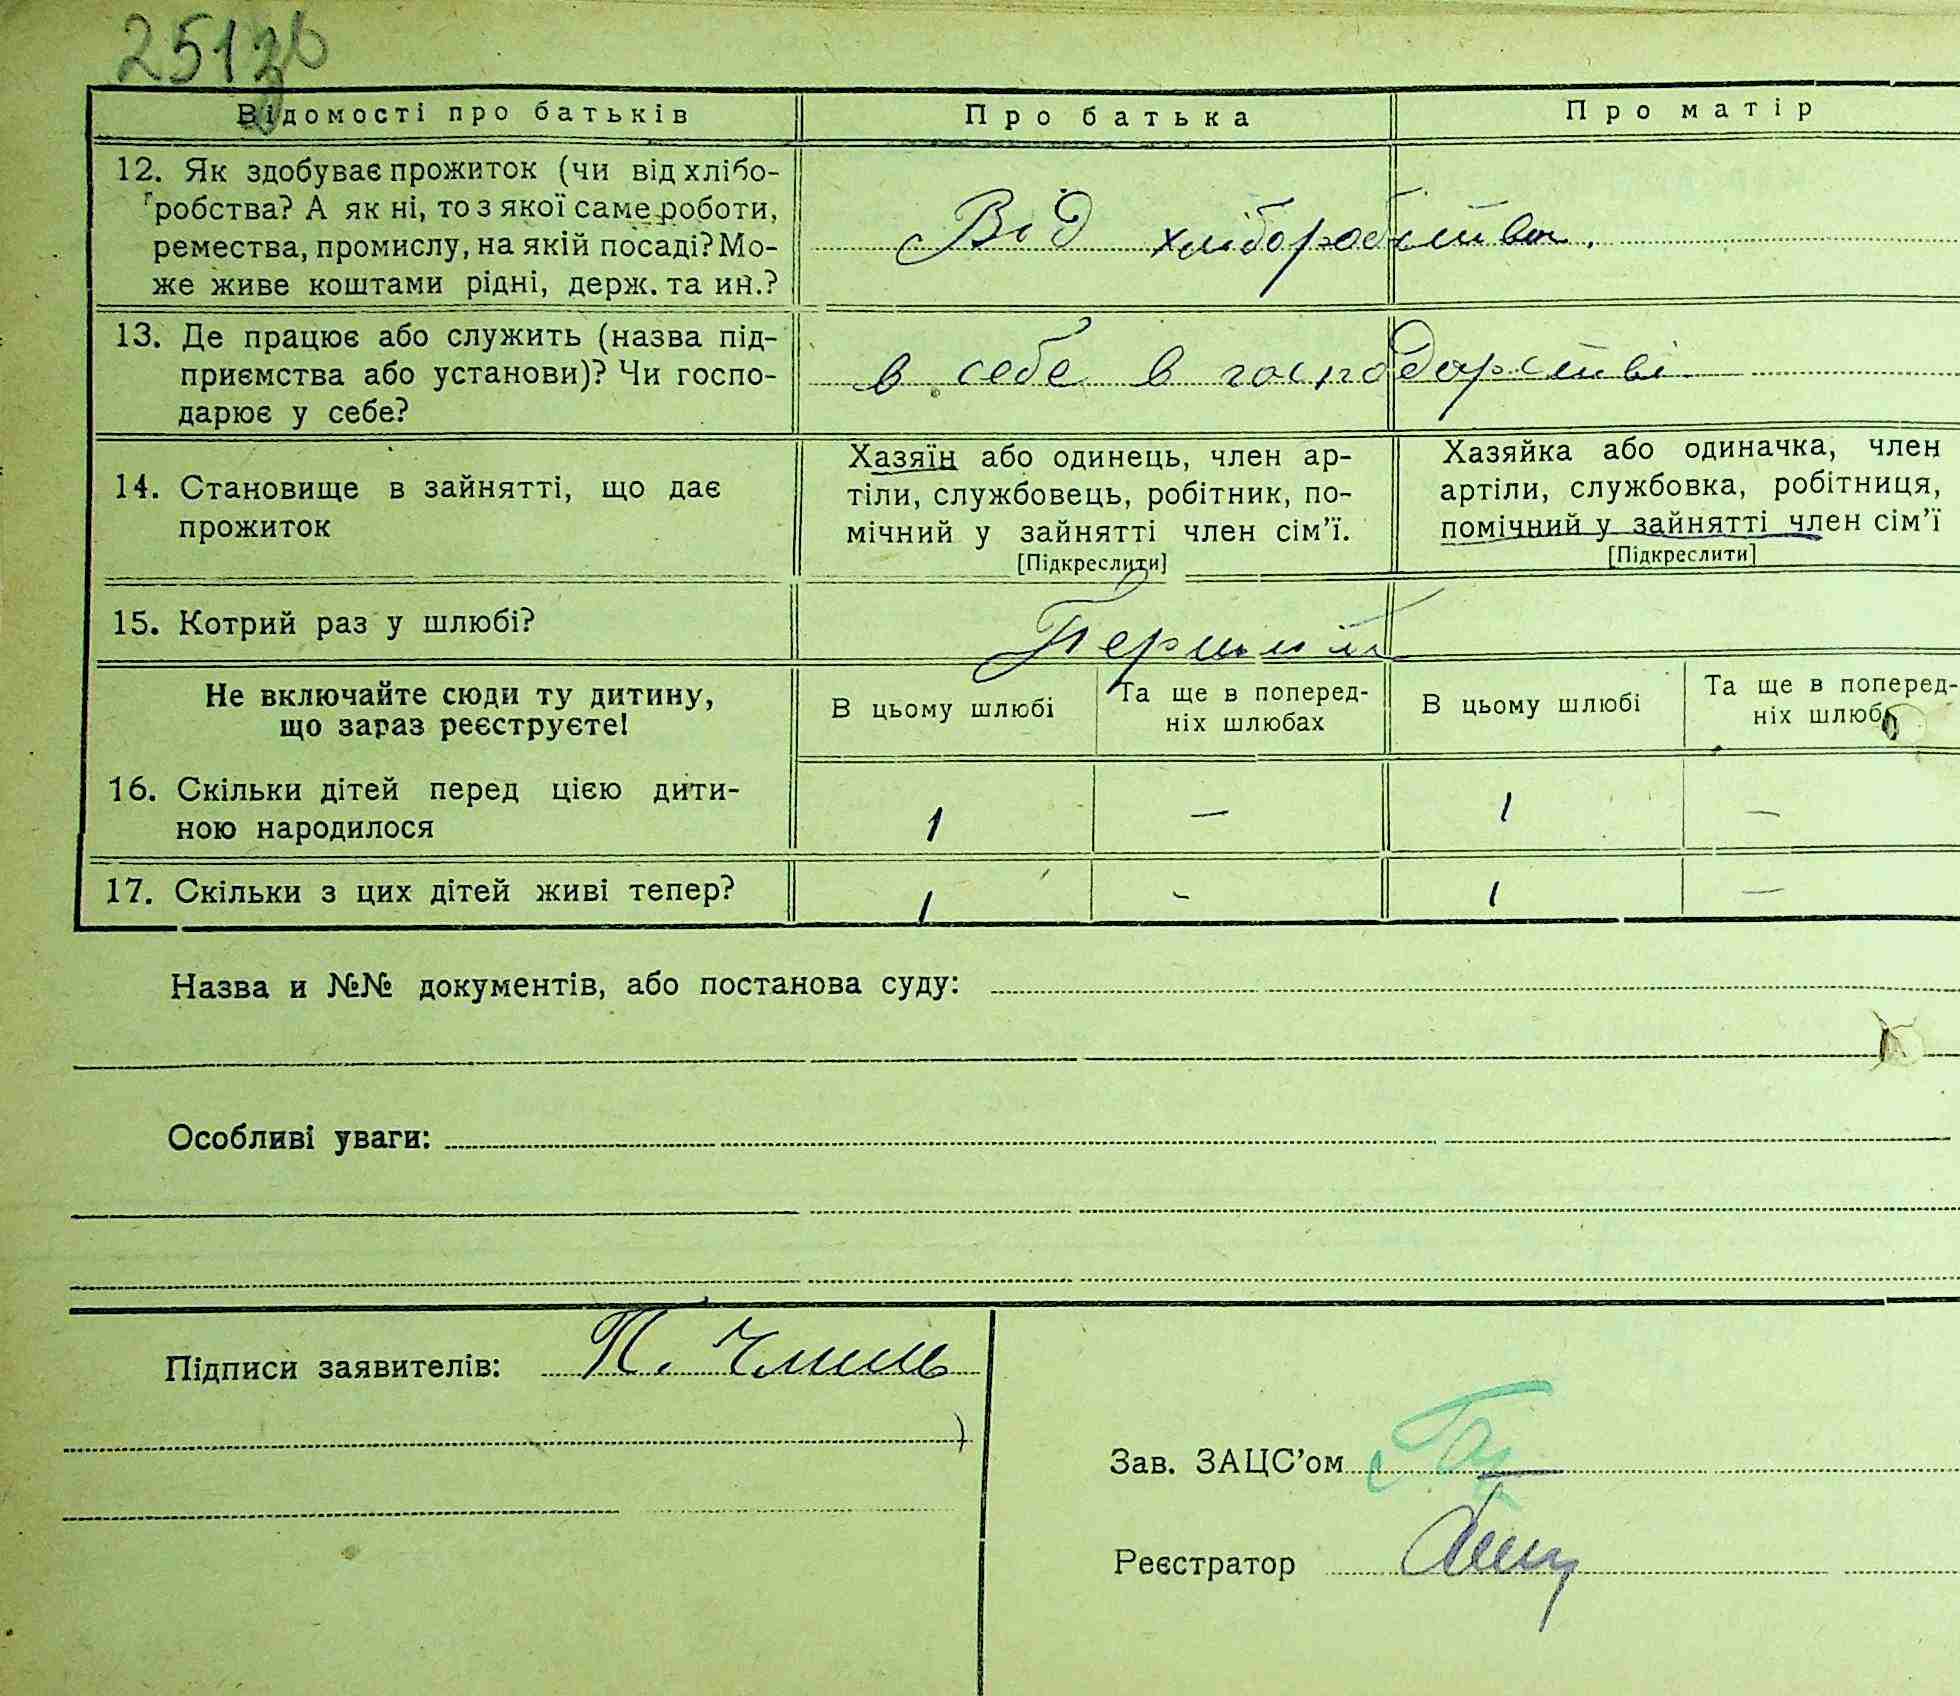 251зв
Відомості про батьків
Про батька
Про матір
12. Як здобуває прожиток (чи від хлібо-
робства? А як ні, то з якої саме роботи,
ремества, промислу, на якій посаді? Мо-
же живе коштами рідні, держ. та ин.?
Від хліборобства.
13. Де працює або служить (назва під-
приємства або установи)? Чи госпо-
дарює у себе?
в себе в господарстві
14. Становище в зайнятті, що дає
прожиток
Хазяїн або одинець, член ар-
тіли, службовець, робітник, по-
мічний у зайнятті член сім’ї.
[Підкреслити]
Хазяйка або одиначка, член
артіли, службовка, робітниця,
помічний у зайнятті член сім’ї
[Підкреслити]
15. Котрий раз у шлюбі?
Перший
Не включайте сюди ту дитину,
що зараз реєструєте!
В цьому шлюбі
Та ще в поперед-
ніх шлюбах
В цьому шлюбі
Та ще в поперед-
ніх шлюб
16. Скільки дітей перед цією дити-
ною народилося
1 — 1 —
17. Скільки з цих дітей живі тепер?
1 - 1 —
Назва и №№ документів, або постанова суду:
Особливі уваги:
Підписи заявителів: П. Чмиль
Зав. ЗАЦС’ом
Реєстратор